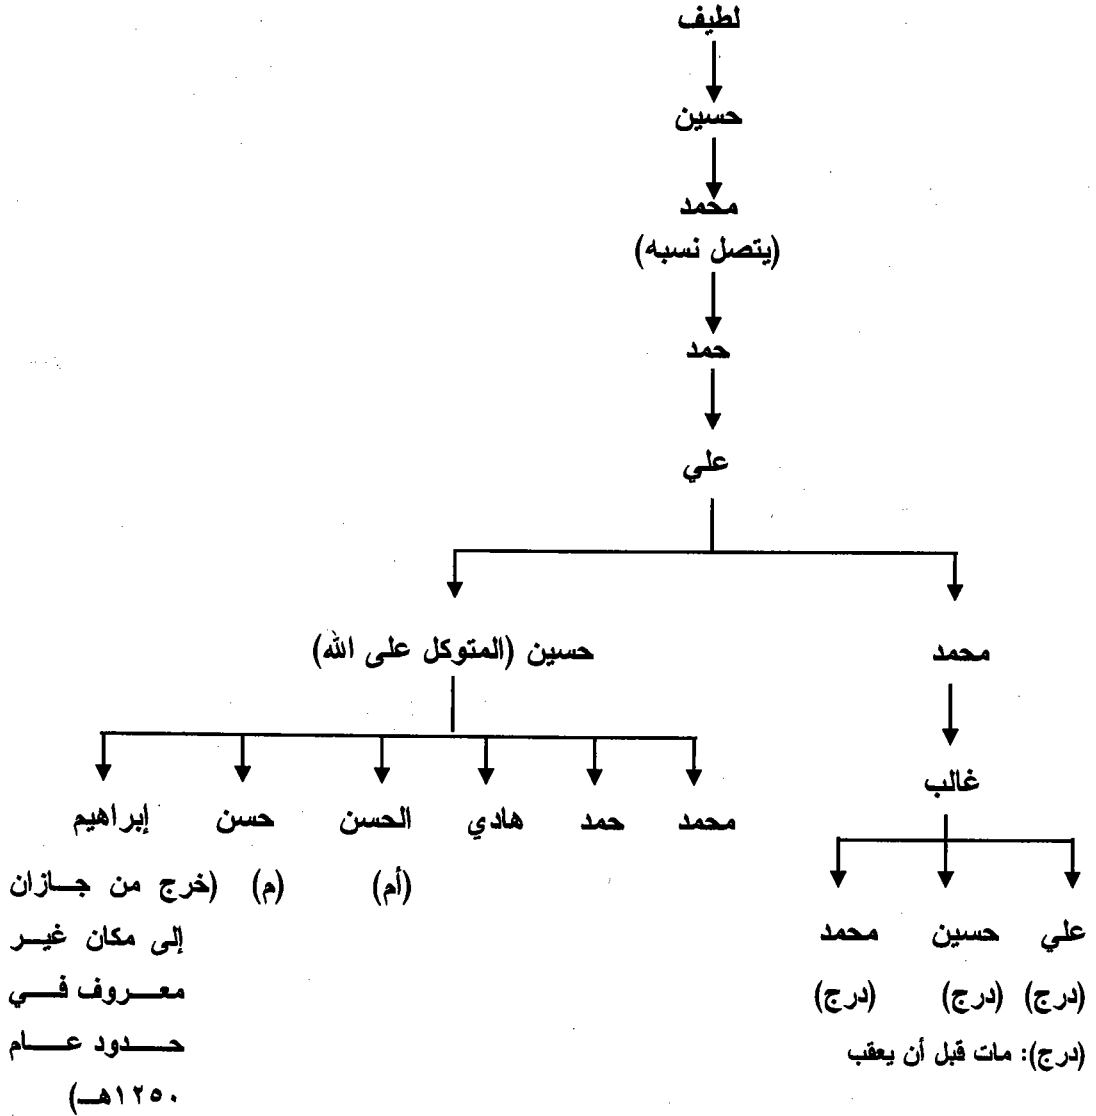 لطيف
حسين
محمد
(يتصل نسبه)
حمد
علي
محمد حسين (المتوكل على الله)
غالب
محمد حمد هادي الحسن حسن إبراهيم
(أم) (م) (خرج من جازان
إلى مكان غير
معروف في
حدود عام
١٢٥٠هـ)
علي حسين محمد
(درج) (درج) (درج)
(درج): مات قبل أن يعقب